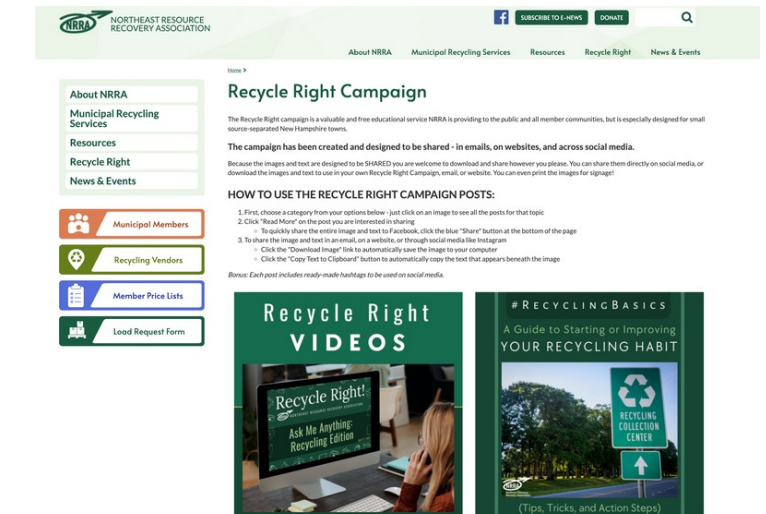 NRRA
NORTHEAST RESOURCE
RECOVERY ASSOCIATION
SUBSCRIBE TO E-NEWS
DONATE
About NRRA
Municipal Recycling Services
Resources
Recycle Right
News & Events
Home >
About NRRA
Municipal Recycling
Services
Resources
Recycle Right
News & Events
Municipal Members
Recycling Vendors
Member Price Lists
Load Request Form
Recycle Right Campaign
The Recycle Right campaign is a valuable and free educational service NRRA is providing to the public and all member communities, but is especially designed for small
source-separated New Hampshire towns.
The campaign has been created and designed to be shared - in emails, on websites, and across social media.
Because the images and text are designed to be SHARED you are welcome to download and share however you please. You can share them directly on social media, or
download the images and text to use in your own Recycle Right Campaign, email, or website. You can even print the images for signage!
HOW TO USE THE RECYCLE RIGHT CAMPAIGN POSTS:
1. First, choose a category from your options below - just click on an image to see all the posts for that topic
2. Click "Read More" on the post you are interested in sharing
To quickly share the entire image and text to Facebook, click the blue "Share" button at the bottom of the page
3. To share the image and text in an email, on a website, or through social media like Instagram
Click the "Download Image" link to automatically save the image to your computer
Click the "Copy Text to Clipboard" button to automatically copy the text that appears beneath the image
Bonus: Each post includes ready-made hashtags to be used on social media.
Recycle Right
VIDEOS
Recycle Right!
NORTHEAST RESOURCE RECOVERY ASSOCIATION
Ask Me Anything:
Recycling Edition
#RECYCLINGBASICS
A Guide to Starting or Improving
YOUR RECYCLING HABIT
RECYCLING
COLLECTION
CENTER
NRRA
(Tips, Tricks, and Action Steps)